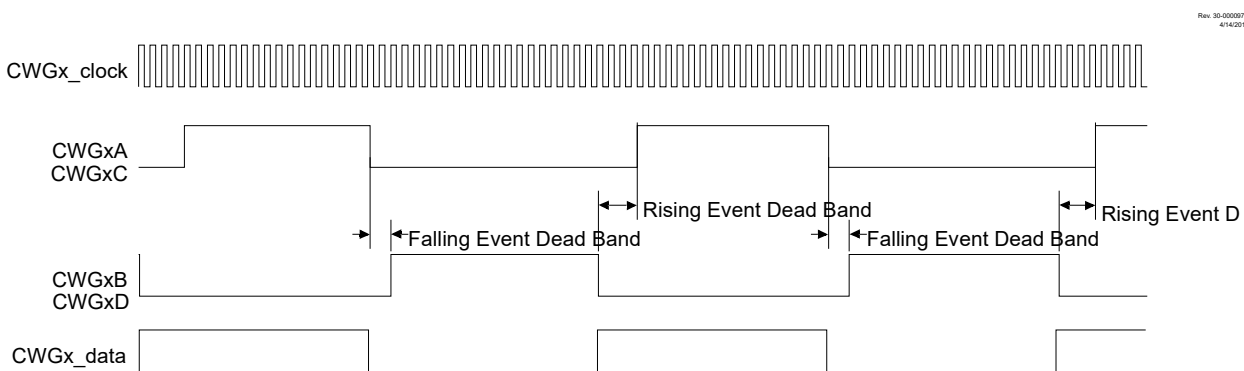 Rev. 30-000097
4/14/201
CWGx_clock
CWGxA
CWGxC
Rising Event Dead Band
Rising Event D
Falling Event Dead Band
Falling Event Dead Band
CWGxB
CWGxD
CWGx_data